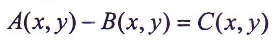 A(x, y) − B(x, y) = C(x, y)